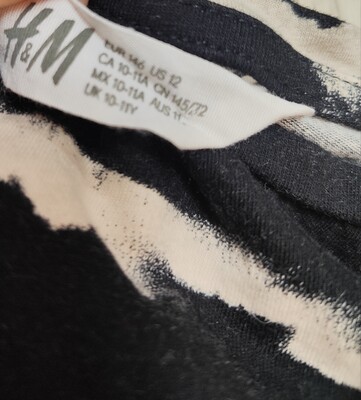 H&M
EUR 146 US 12
CA 10-11A CN 145/72
MX 10-11A AUS 11
UK 10-11Y